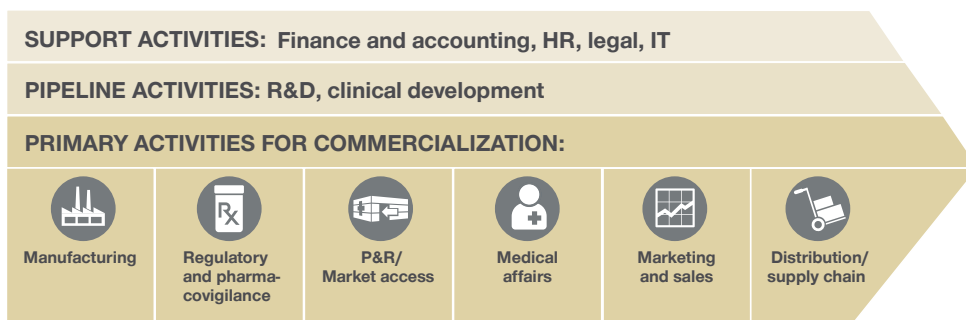 SUPPORT ACTIVITIES: Finance and accounting, HR, legal, IT
PIPELINE ACTIVITIES: R&D, clinical development
PRIMARY ACTIVITIES FOR COMMERCIALIZATION:
Rx
Manufacturing
Regulatory
and pharma-
covigilance
P&R/
Market access
Medical
affairs
Marketing
and sales
Distribution/
supply chain